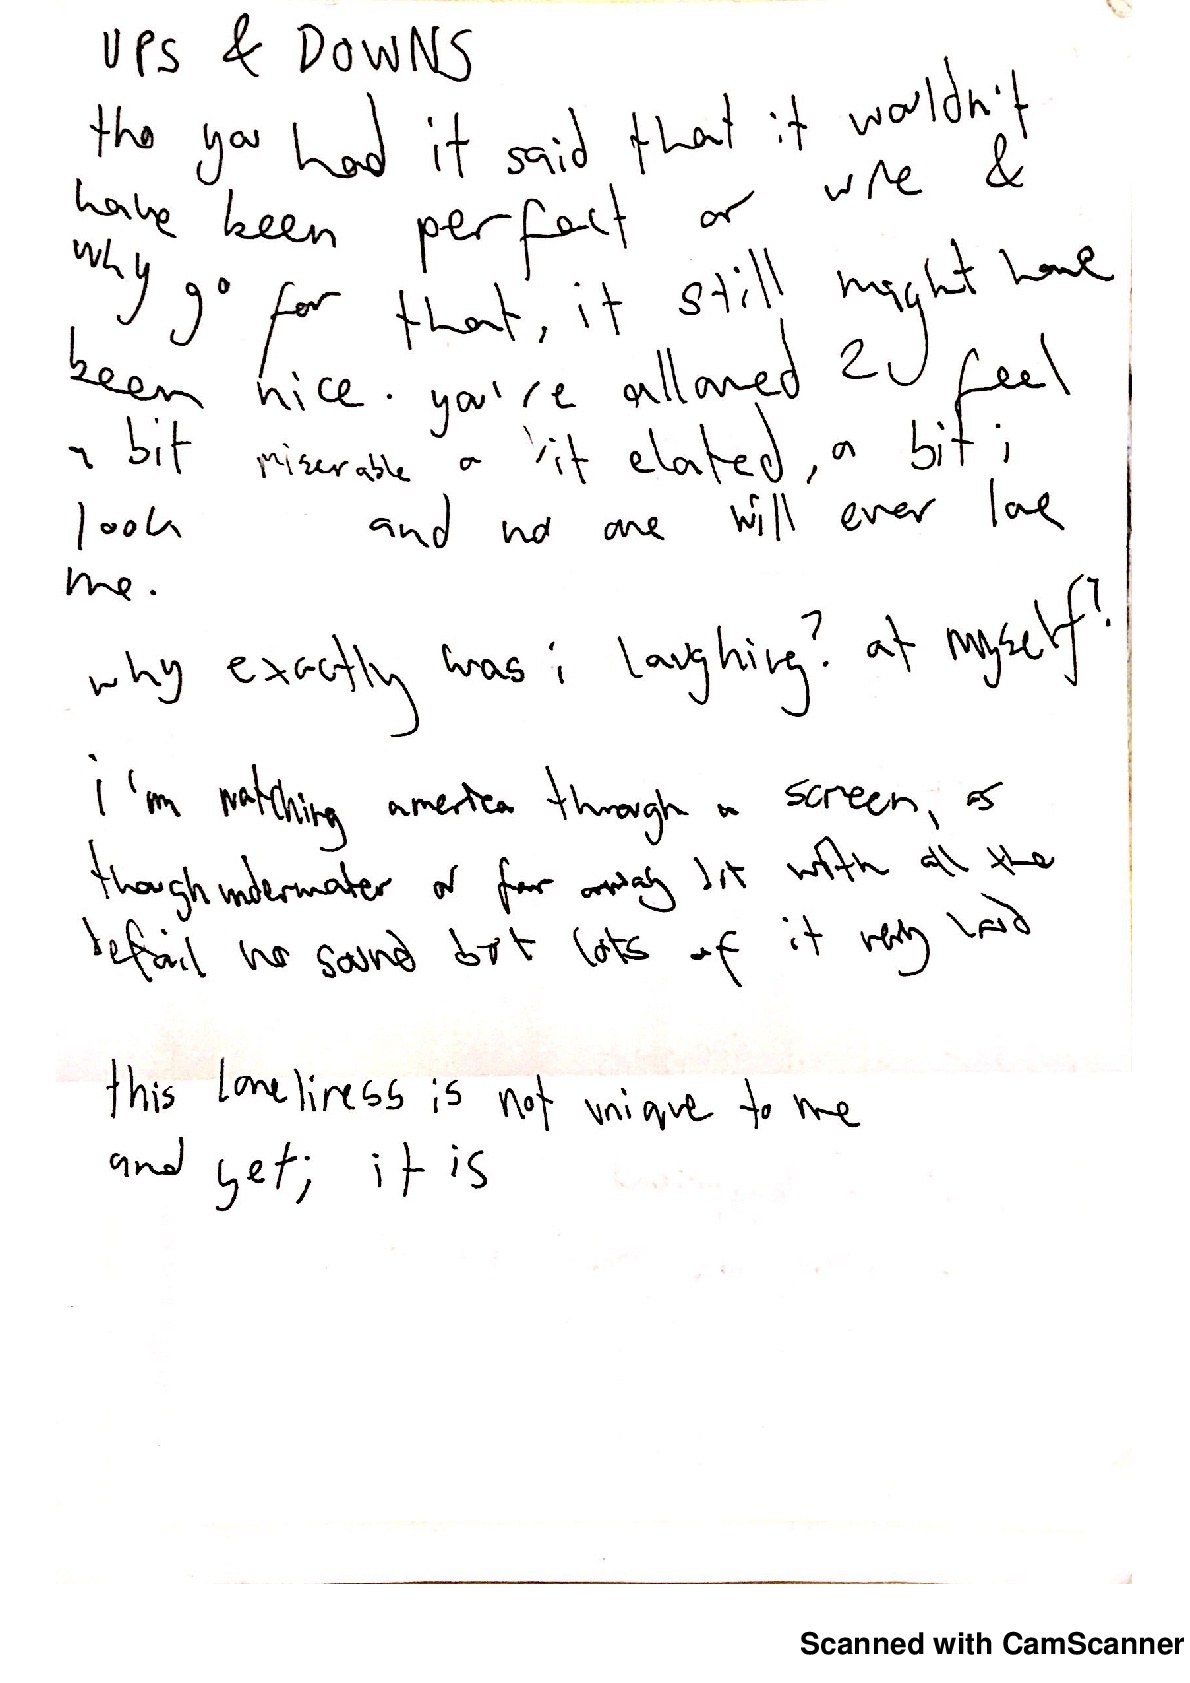 UPS & DOWNS
tho you had it said that it wouldn't
have been perfect or &
why go for that, it still might have
been nice. you're allowed 2 feel
a bit miserable a bit elated, a bit i
look and no one will ever love
me.
why exactly was i laughing? at myself?
i'm watching america through a screen, as
though underwater or far away bit with all the
detail no sound but lots of it very loud
this loneliness is not unique to me
and yet; it is
Scanned with CamScanner